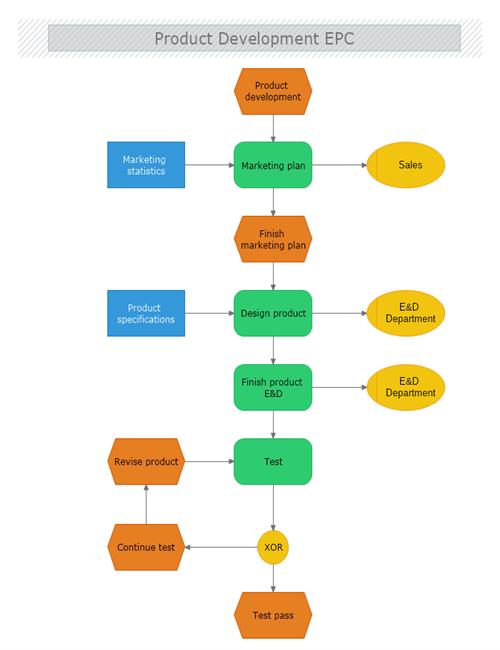 Product Development EPC
Product
development
Marketing
statistics
Marketing plan
Sales
Finish
marketing plan
Product
specifications
Design product
E&D
Department
Finish product
E&D
E&D
Department
Revise product
Test
Continue test
XOR
Test pass